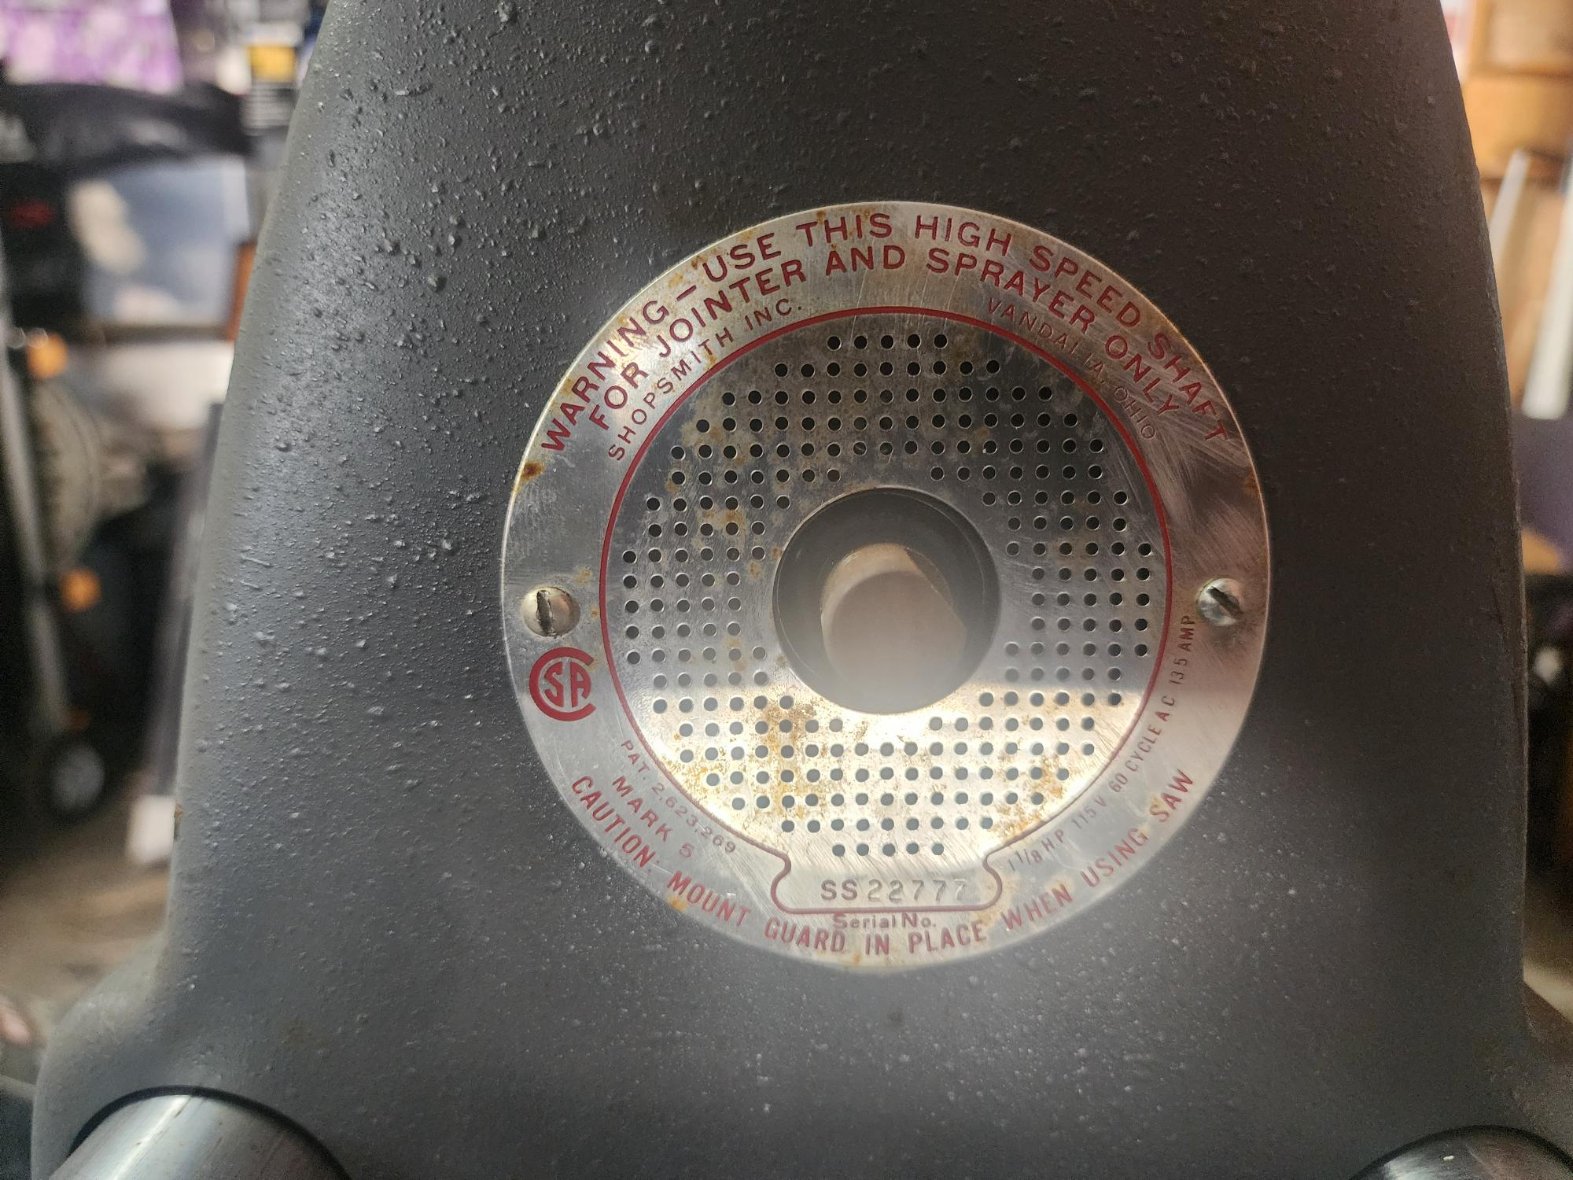 WARNING — USE THIS HIGH SPEED SHAFT
FOR JOINTER AND SPRAYER ONLY
SHOPSMITH INC. VANDALIA, OHIO
CSA
PAT. 2,623,269
MARK 5
1 1/8 HP 115 V 60 CYCLE AC 13.5 AMP
SS22777
Serial No.
CAUTION. MOUNT GUARD IN PLACE WHEN USING SAW